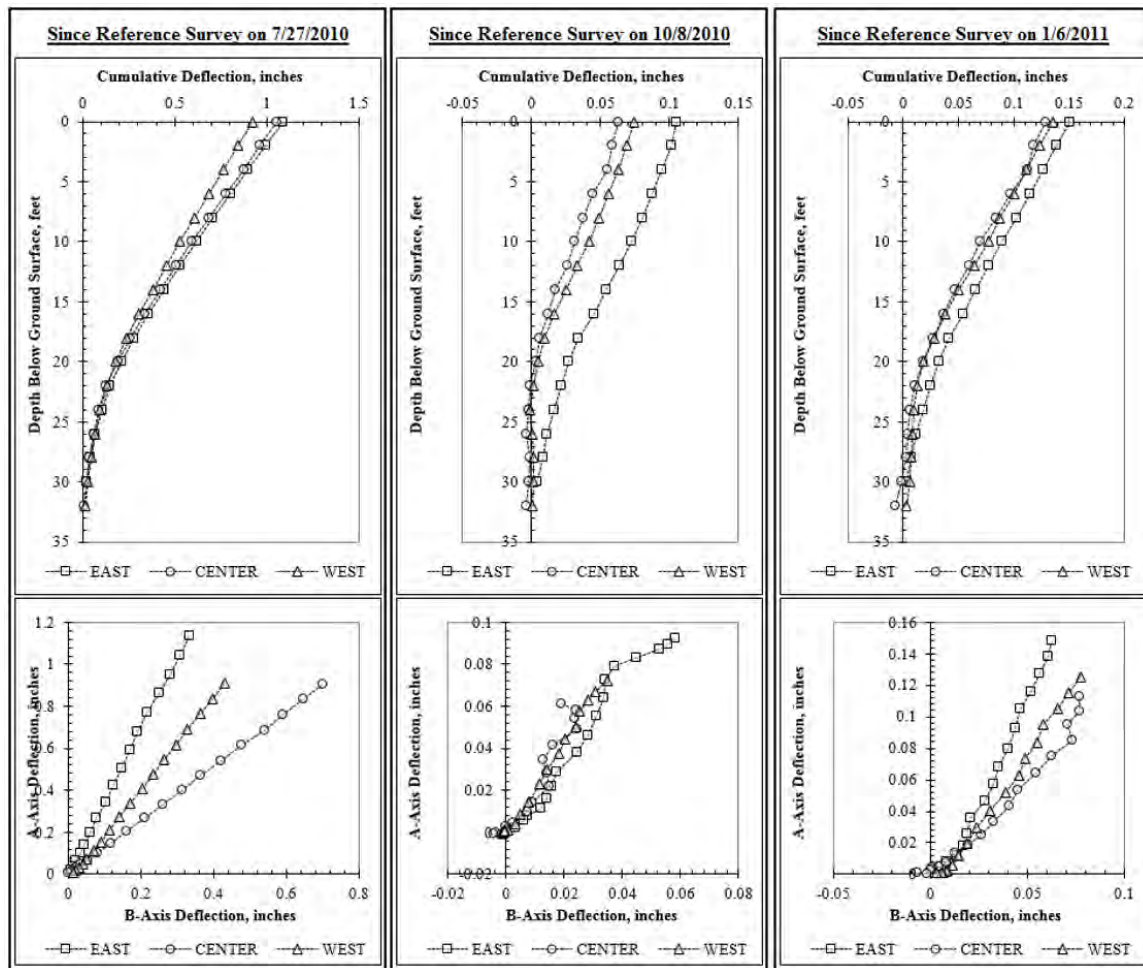 Since Reference Survey on 7/27/2010
Cumulative Deflection, inches
0 0.5 1 1.5
0
5
10
15
20
25
30
35
Depth Below Ground Surface, feet
EAST CENTER WEST
1.2
1
0.8
0.6
0.4
0.2
0
0 0.2 0.4 0.6 0.8
A-Axis Deflection, inches
B-Axis Deflection, inches
EAST CENTER WEST
Since Reference Survey on 10/8/2010
Cumulative Deflection, inches
-0.05 0 0.05 0.1 0.15
0
5
10
15
20
25
30
35
Depth Below Ground Surface, feet
EAST CENTER WEST
0.1
0.08
0.06
0.04
0.02
0
-0.02
-0.02 0 0.02 0.04 0.06 0.08
A-Axis Deflection, inches
B-Axis Deflection, inches
EAST CENTER WEST
Since Reference Survey on 1/6/2011
Cumulative Deflection, inches
-0.05 0 0.05 0.1 0.15 0.2
0
5
10
15
20
25
30
35
Depth Below Ground Surface, feet
EAST CENTER WEST
0.16
0.14
0.12
0.1
0.08
0.06
0.04
0.02
0
-0.05 0 0.05 0.1
A-Axis Deflection, inches
B-Axis Deflection, inches
EAST CENTER WEST